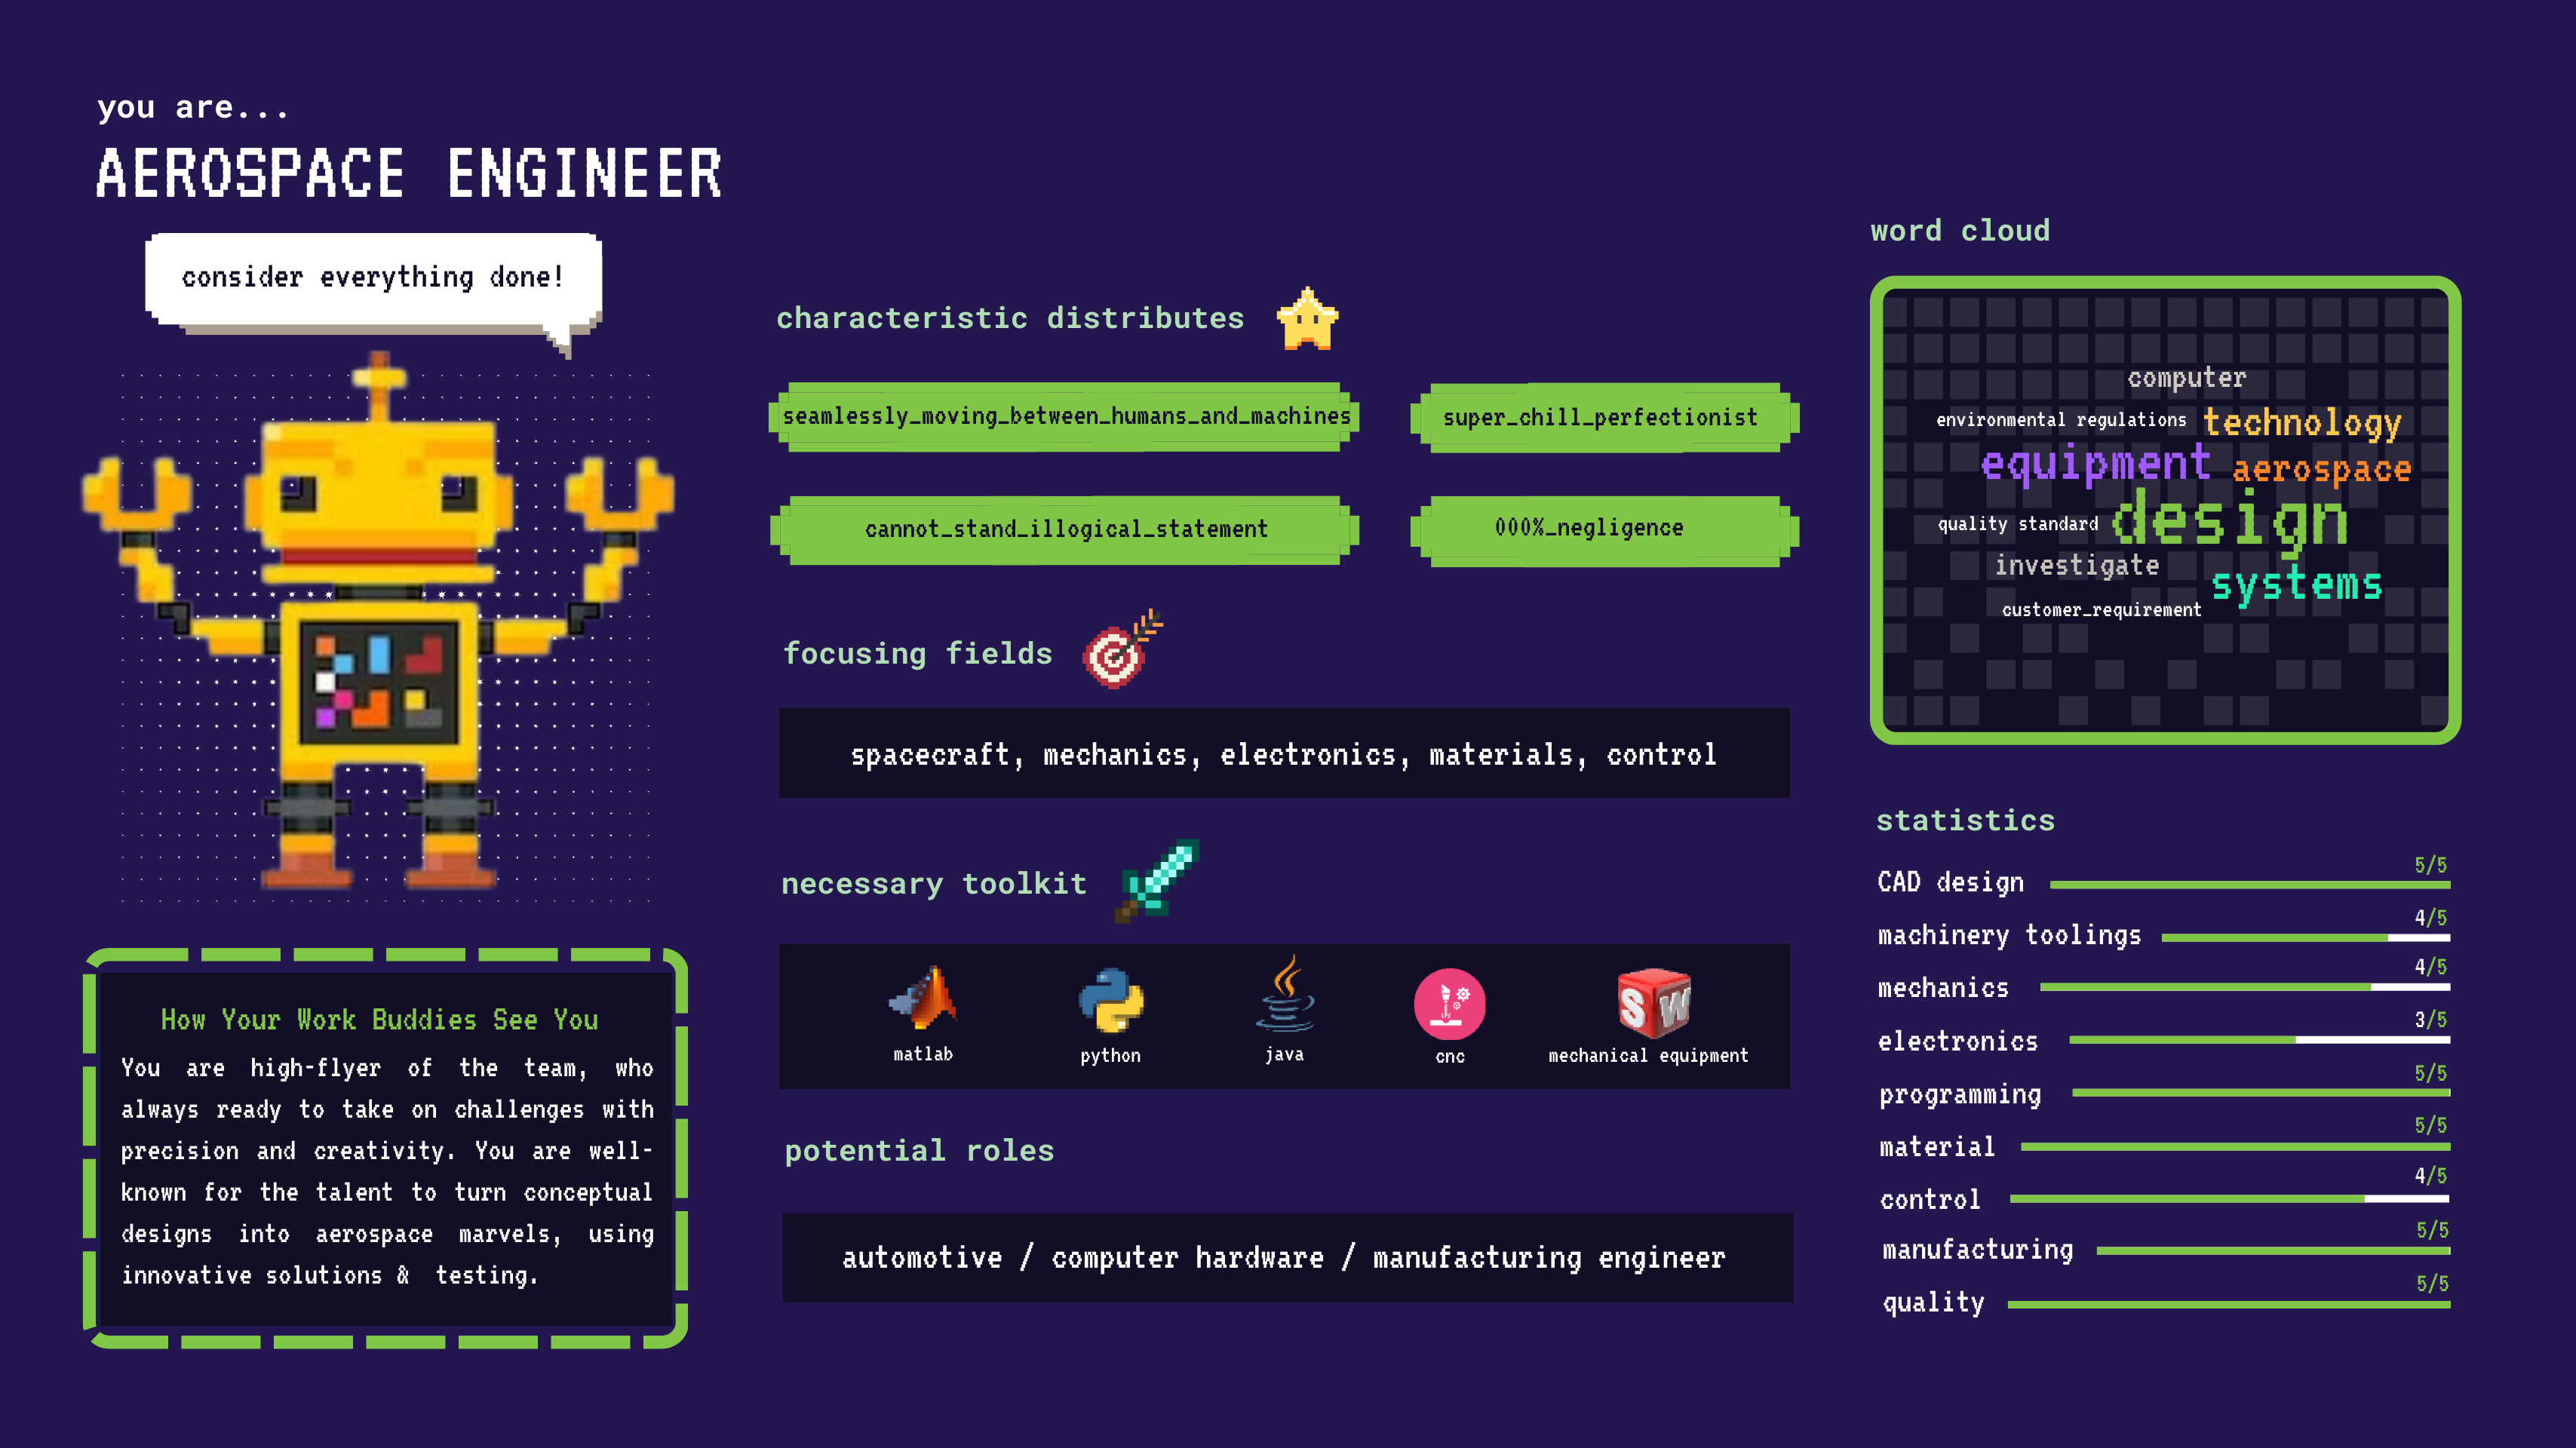 you are...
AEROSPACE ENGINEER
consider everything done!
How Your Work Buddies See You
You are high-flyer of the team, who
always ready to take on challenges with
precision and creativity. You are well-
known for the talent to turn conceptual
designs into aerospace marvels, using
innovative solutions & testing.
characteristic distributes
seamlessly_moving_between_humans_and_machines
super_chill_perfectionist
cannot_stand_illogical_statement
000%_negligence
focusing fields
spacecraft, mechanics, electronics, materials, control
necessary toolkit
SW
matlab
python
java
cnc
mechanical equipment
potential roles
automotive / computer hardware / manufacturing engineer
word cloud
computer
environmental regulations
technology
equipment
aerospace
quality standard
design
investigate
systems
customer_requirement
statistics
CAD design 5/5
machinery toolings 4/5
mechanics 4/5
electronics 3/5
programming 5/5
material 5/5
control 4/5
manufacturing 5/5
quality 5/5